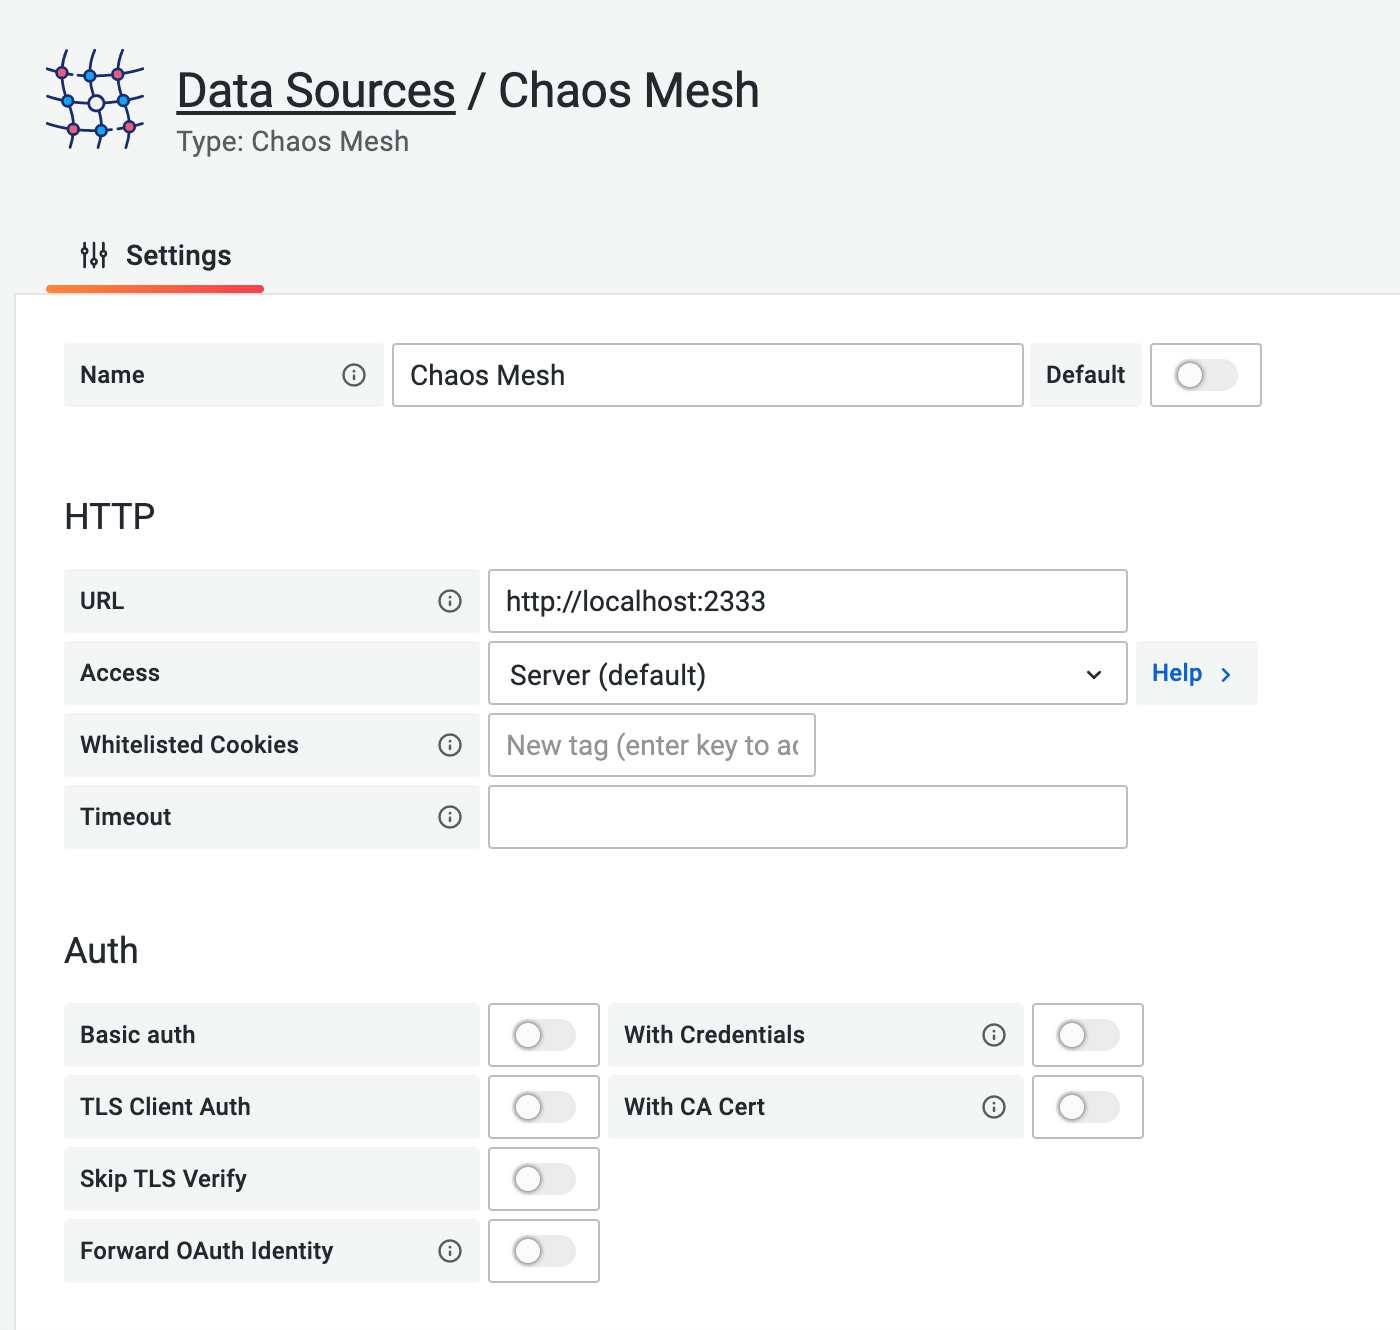 Data Sources / Chaos Mesh
Type: Chaos Mesh
Settings
Name
Chaos Mesh
Default
HTTP
URL
http://localhost:2333
Access
Server (default)
Help
Whitelisted Cookies
New tag (enter key to
Timeout
Auth
Basic auth
With Credentials
TLS Client Auth
With CA Cert
Skip TLS Verify
Forward OAuth Identity